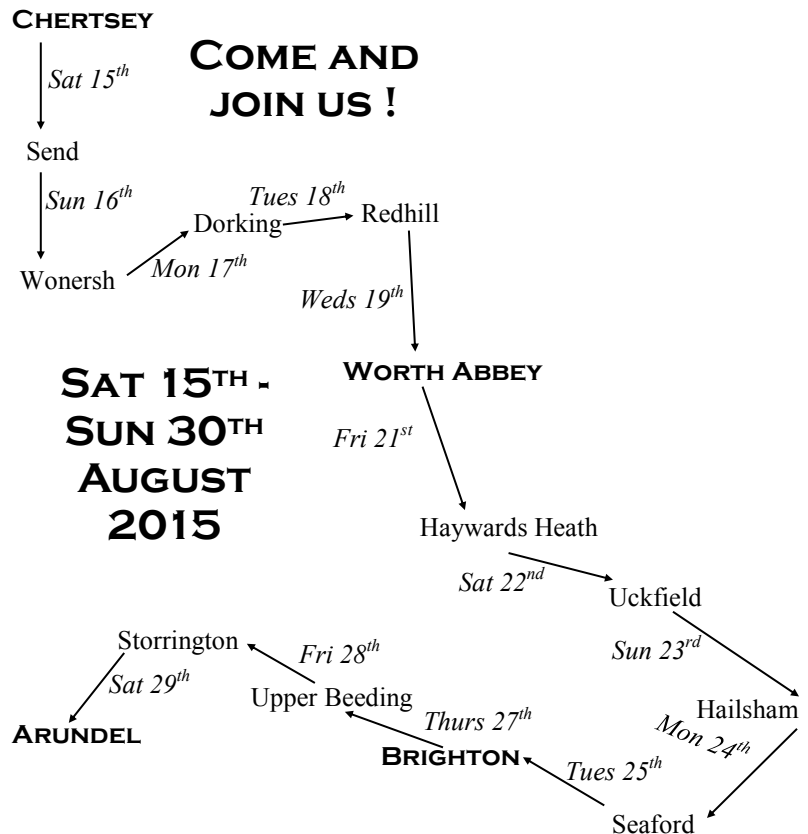 CHERTSEY
COME AND
JOIN US !
Sat 15th
Send
Sun 16th
Tues 18th
Dorking
Redhill
Mon 17th
Wonersh
Weds 19th
WORTH ABBEY
SAT 15TH -
SUN 30TH
AUGUST
2015
Fri 21st
Haywards Heath
Sat 22nd
Uckfield
Sun 23rd
Hailsham
Mon 24th
Seaford
Tues 25th
BRIGHTON
Thurs 27th
Upper Beeding
Fri 28th
Storrington
Sat 29th
ARUNDEL